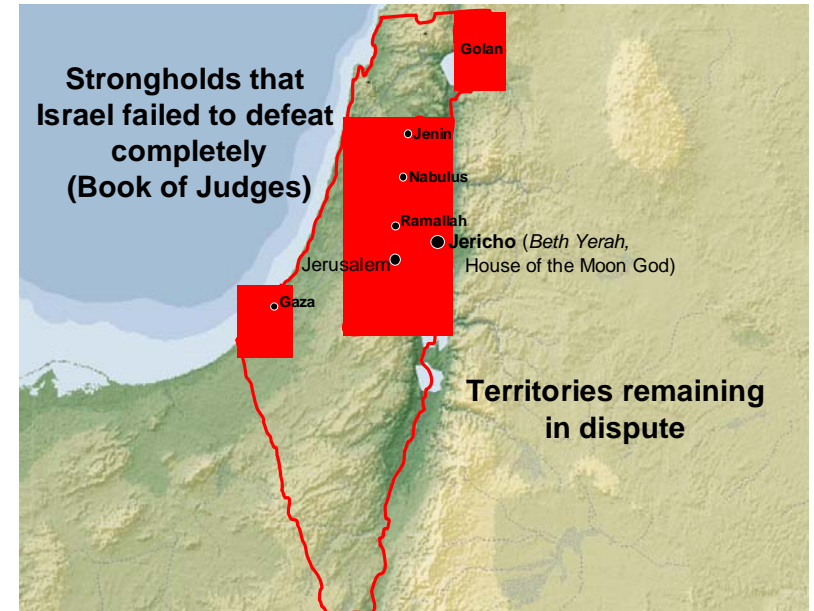 Strongholds that
Israel failed to defeat
completely
(Book of Judges)
Golan
Jenin
Nabulus
Ramallah
Jericho (Beth Yerah,
House of the Moon God)
Jerusalem
Gaza
Territories remaining
in dispute